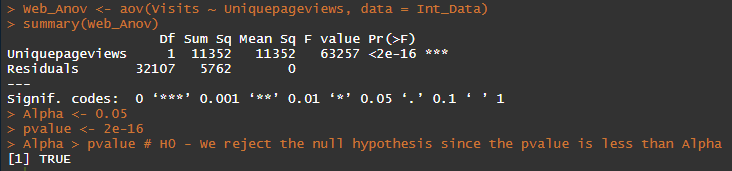 > Web_Anov <- aov(Visits ~ Uniquepageviews, data = Int_Data)
> summary(Web_Anov)
                   Df Sum Sq Mean Sq F value Pr(>F)
Uniquepageviews     1  11352   11352   63257 <2e-16 ***
Residuals       32107   5762       0
---
Signif. codes:  0 ‘***’ 0.001 ‘**’ 0.01 ‘*’ 0.05 ‘.’ 0.1 ‘ ’ 1
> Alpha <- 0.05
> pvalue <- 2e-16
> Alpha > pvalue # H0 - We reject the null hypothesis since the pvalue is less than Alpha
[1] TRUE